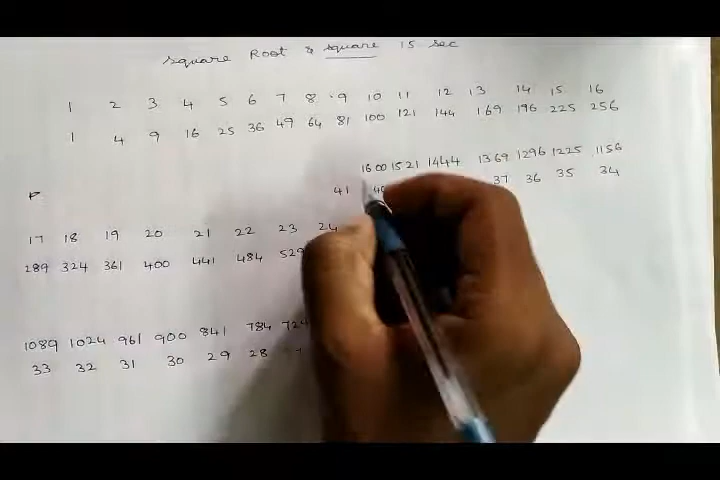 square Root & square 15 sec
1 2 3 4 5 6 7 8 9 10 11 12 13 14 15 16
1 4 9 16 25 36 49 64 81 100 121 144 169 196 225 256
1600 1521 1444 1369 1296 1225 1156
41 40 37 36 35 34
P
17 18 19 20 21 22 23 24
289 324 361 400 441 484 529
1089 1024 961 900 841 784 724
33 32 31 30 29 28